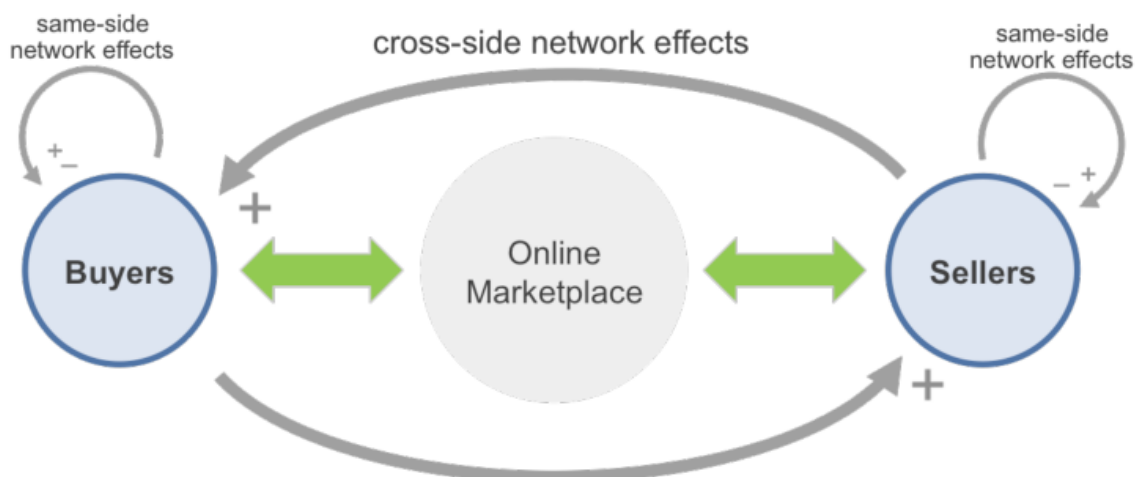 same-side
network effects
cross-side network effects
same-side
network effects
+
–
– +
+
Buyers
Online
Marketplace
Sellers
+